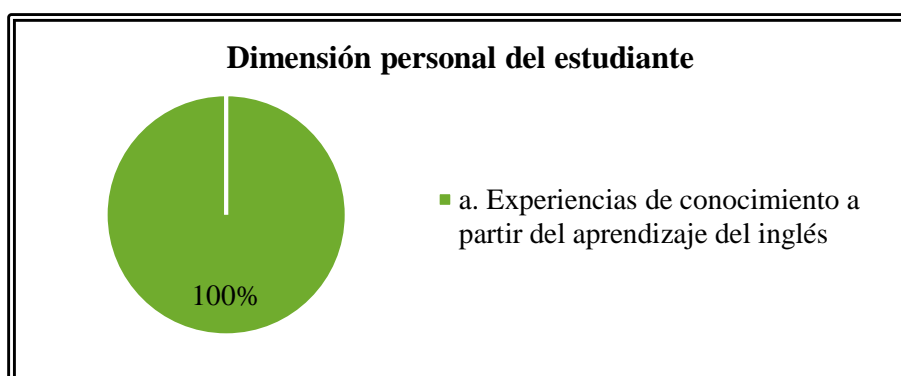 Dimensión personal del estudiante
a. Experiencias de conocimiento a
partir del aprendizaje del inglés
100%